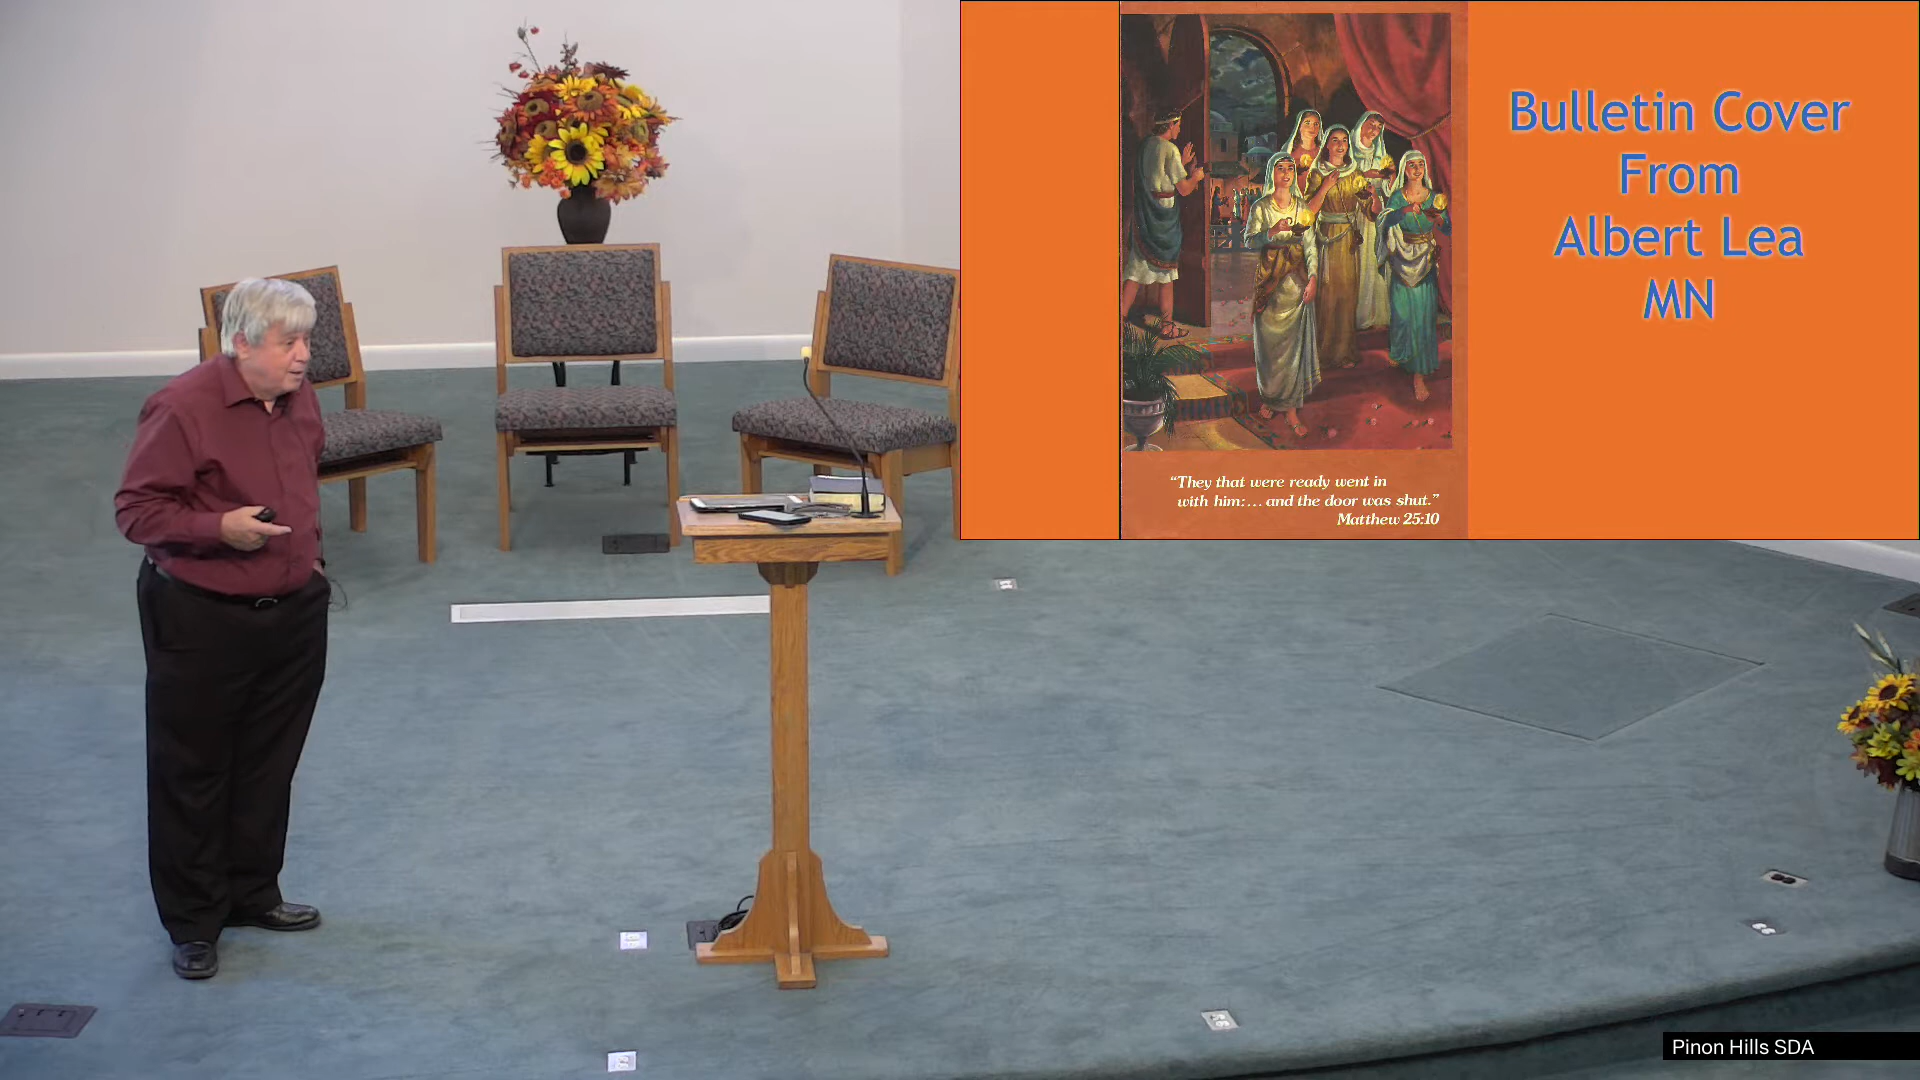 Bulletin Cover
From
Albert Lea
MN
“They that were ready went in
with him:... and the door was shut.”
Matthew 25:10
Pinon Hills SDA